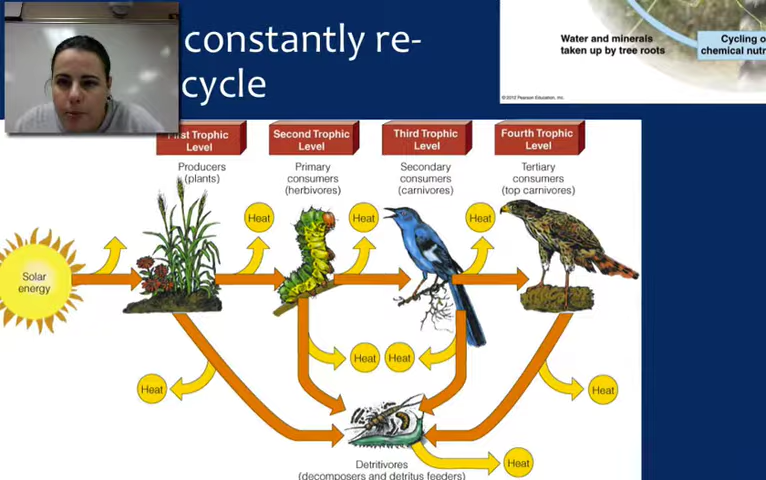 constantly re-
cycle
Water and minerals
taken up by tree roots
Cycling o
chemical nutr
© 2012 Pearson Education, Inc.
First Trophic
Level
Second Trophic
Level
Third Trophic
Level
Fourth Trophic
Level
Producers
(plants)
Primary
consumers
(herbivores)
Secondary
consumers
(carnivores)
Tertiary
consumers
(top carnivores)
Heat
Heat
Heat
Solar
energy
Heat
Heat
Heat
Heat
Heat
Detritivores
(decomposers and detritus feeders)